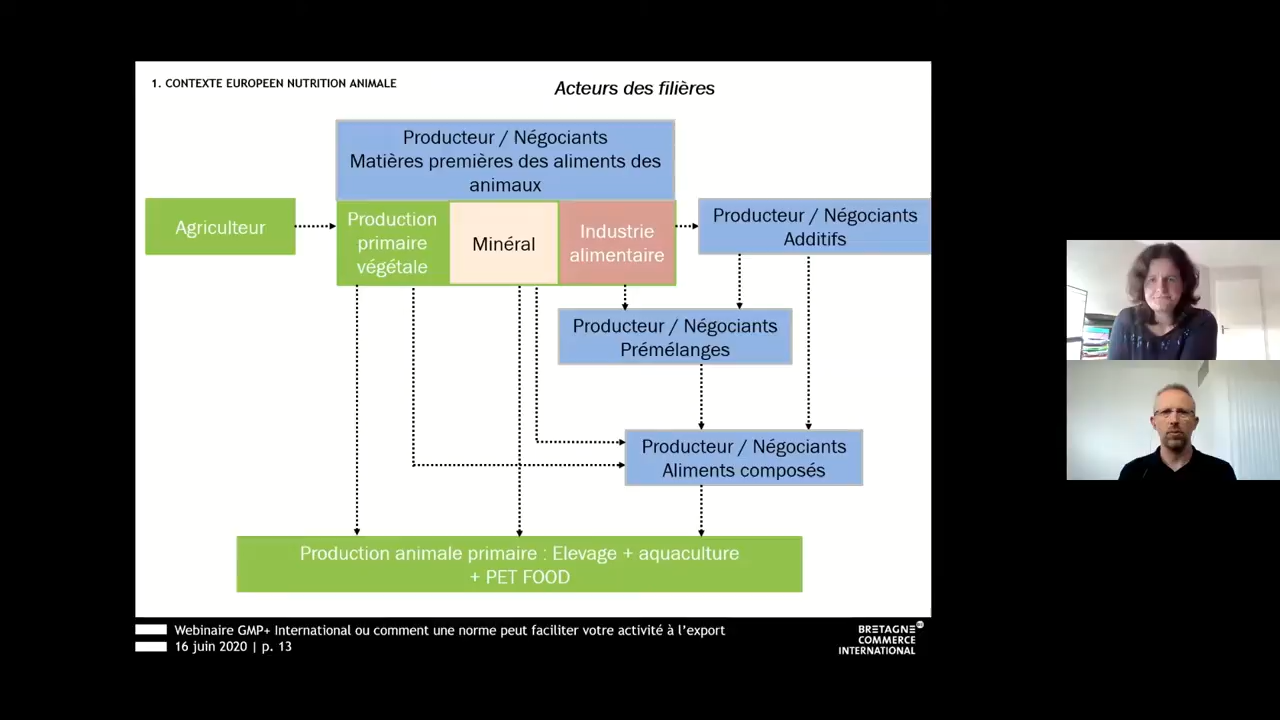 1. CONTEXTE EUROPEEN NUTRITION ANIMALE
Acteurs des filières
Producteur / Négociants
Matières premières des aliments des
animaux
Agriculteur
Production
primaire
végétale
Minéral
Industrie
alimentaire
Producteur / Négociants
Additifs
Producteur / Négociants
Prémélanges
Producteur / Négociants
Aliments composés
Production animale primaire : Elevage + aquaculture
+ PET FOOD
Webinaire GMP+ International ou comment une norme peut faciliter votre activité à l'export
16 juin 2020 | p. 13
BRETAGNE
COMMERCE
INTERNATIONAL